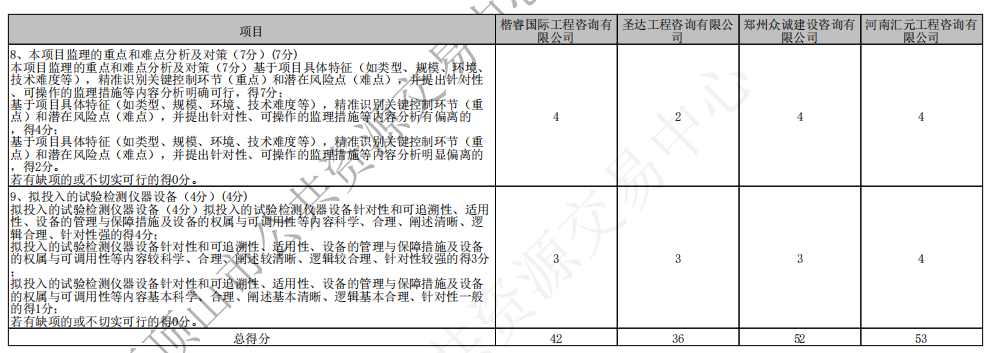 项目
楷睿国际工程咨询有限公司
圣达工程咨询有限公司
郑州众诚建设咨询有限公司
河南汇元工程咨询有限公司
8、本项目监理的重点和难点分析及对策（7分）(7分)
本项目监理的重点和难点分析及对策（7分）基于项目具体特征（如类型、规模、环境、
技术难度等），精准识别关键控制环节（重点）和潜在风险点（难点），并提出针对性
、可操作的监理措施等内容分析明确可行，得7分;
基于项目具体特征（如类型、规模、环境、技术难度等），精准识别关键控制环节（重
点）和潜在风险点（难点），并提出针对性、可操作的监理措施等内容分析有偏离的
，得4分;
基于项目具体特征（如类型、规模、环境、技术难度等），精准识别关键控制环节（重
点）和潜在风险点（难点），并提出针对性、可操作的监理措施等内容分析明显偏离的
，得2分。
若有缺项的或不切实可行的得0分。
4 2 4 4
9、拟投入的试验检测仪器设备（4分）(4分)
拟投入的试验检测仪器设备（4分）拟投入的试验检测仪器设备针对性和可追溯性、适用
性、设备的管理与保障措施及设备的权属与可调用性等内容科学、合理、阐述清晰、逻
辑合理、针对性强的得4分;
拟投入的试验检测仪器设备针对性和可追溯性、适用性、设备的管理与保障措施及设备
的权属与可调用性等内容较科学、合理、阐述较清晰、逻辑较合理、针对性较强的得3分
;
拟投入的试验检测仪器设备针对性和可追溯性、适用性、设备的管理与保障措施及设备
的权属与可调用性等内容基本科学、合理、阐述基本清晰、逻辑基本合理、针对性一般
的得1分;
若有缺项的或不切实可行的得0分。
3 3 3 4
总得分 42 36 52 53
顶山市公共资源交易中心
共资源交易中心